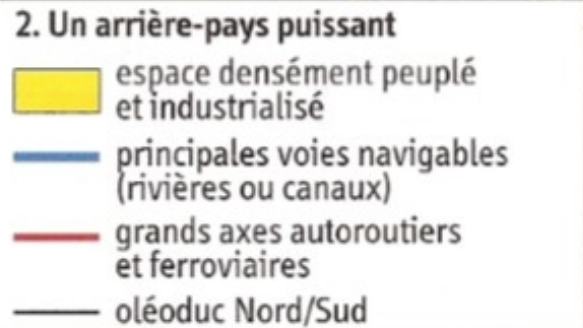 2. Un arrière-pays puissant
espace densément peuplé
et industrialisé
principales voies navigables
(rivières ou canaux)
grands axes autoroutiers
et ferroviaires
oléoduc Nord/Sud